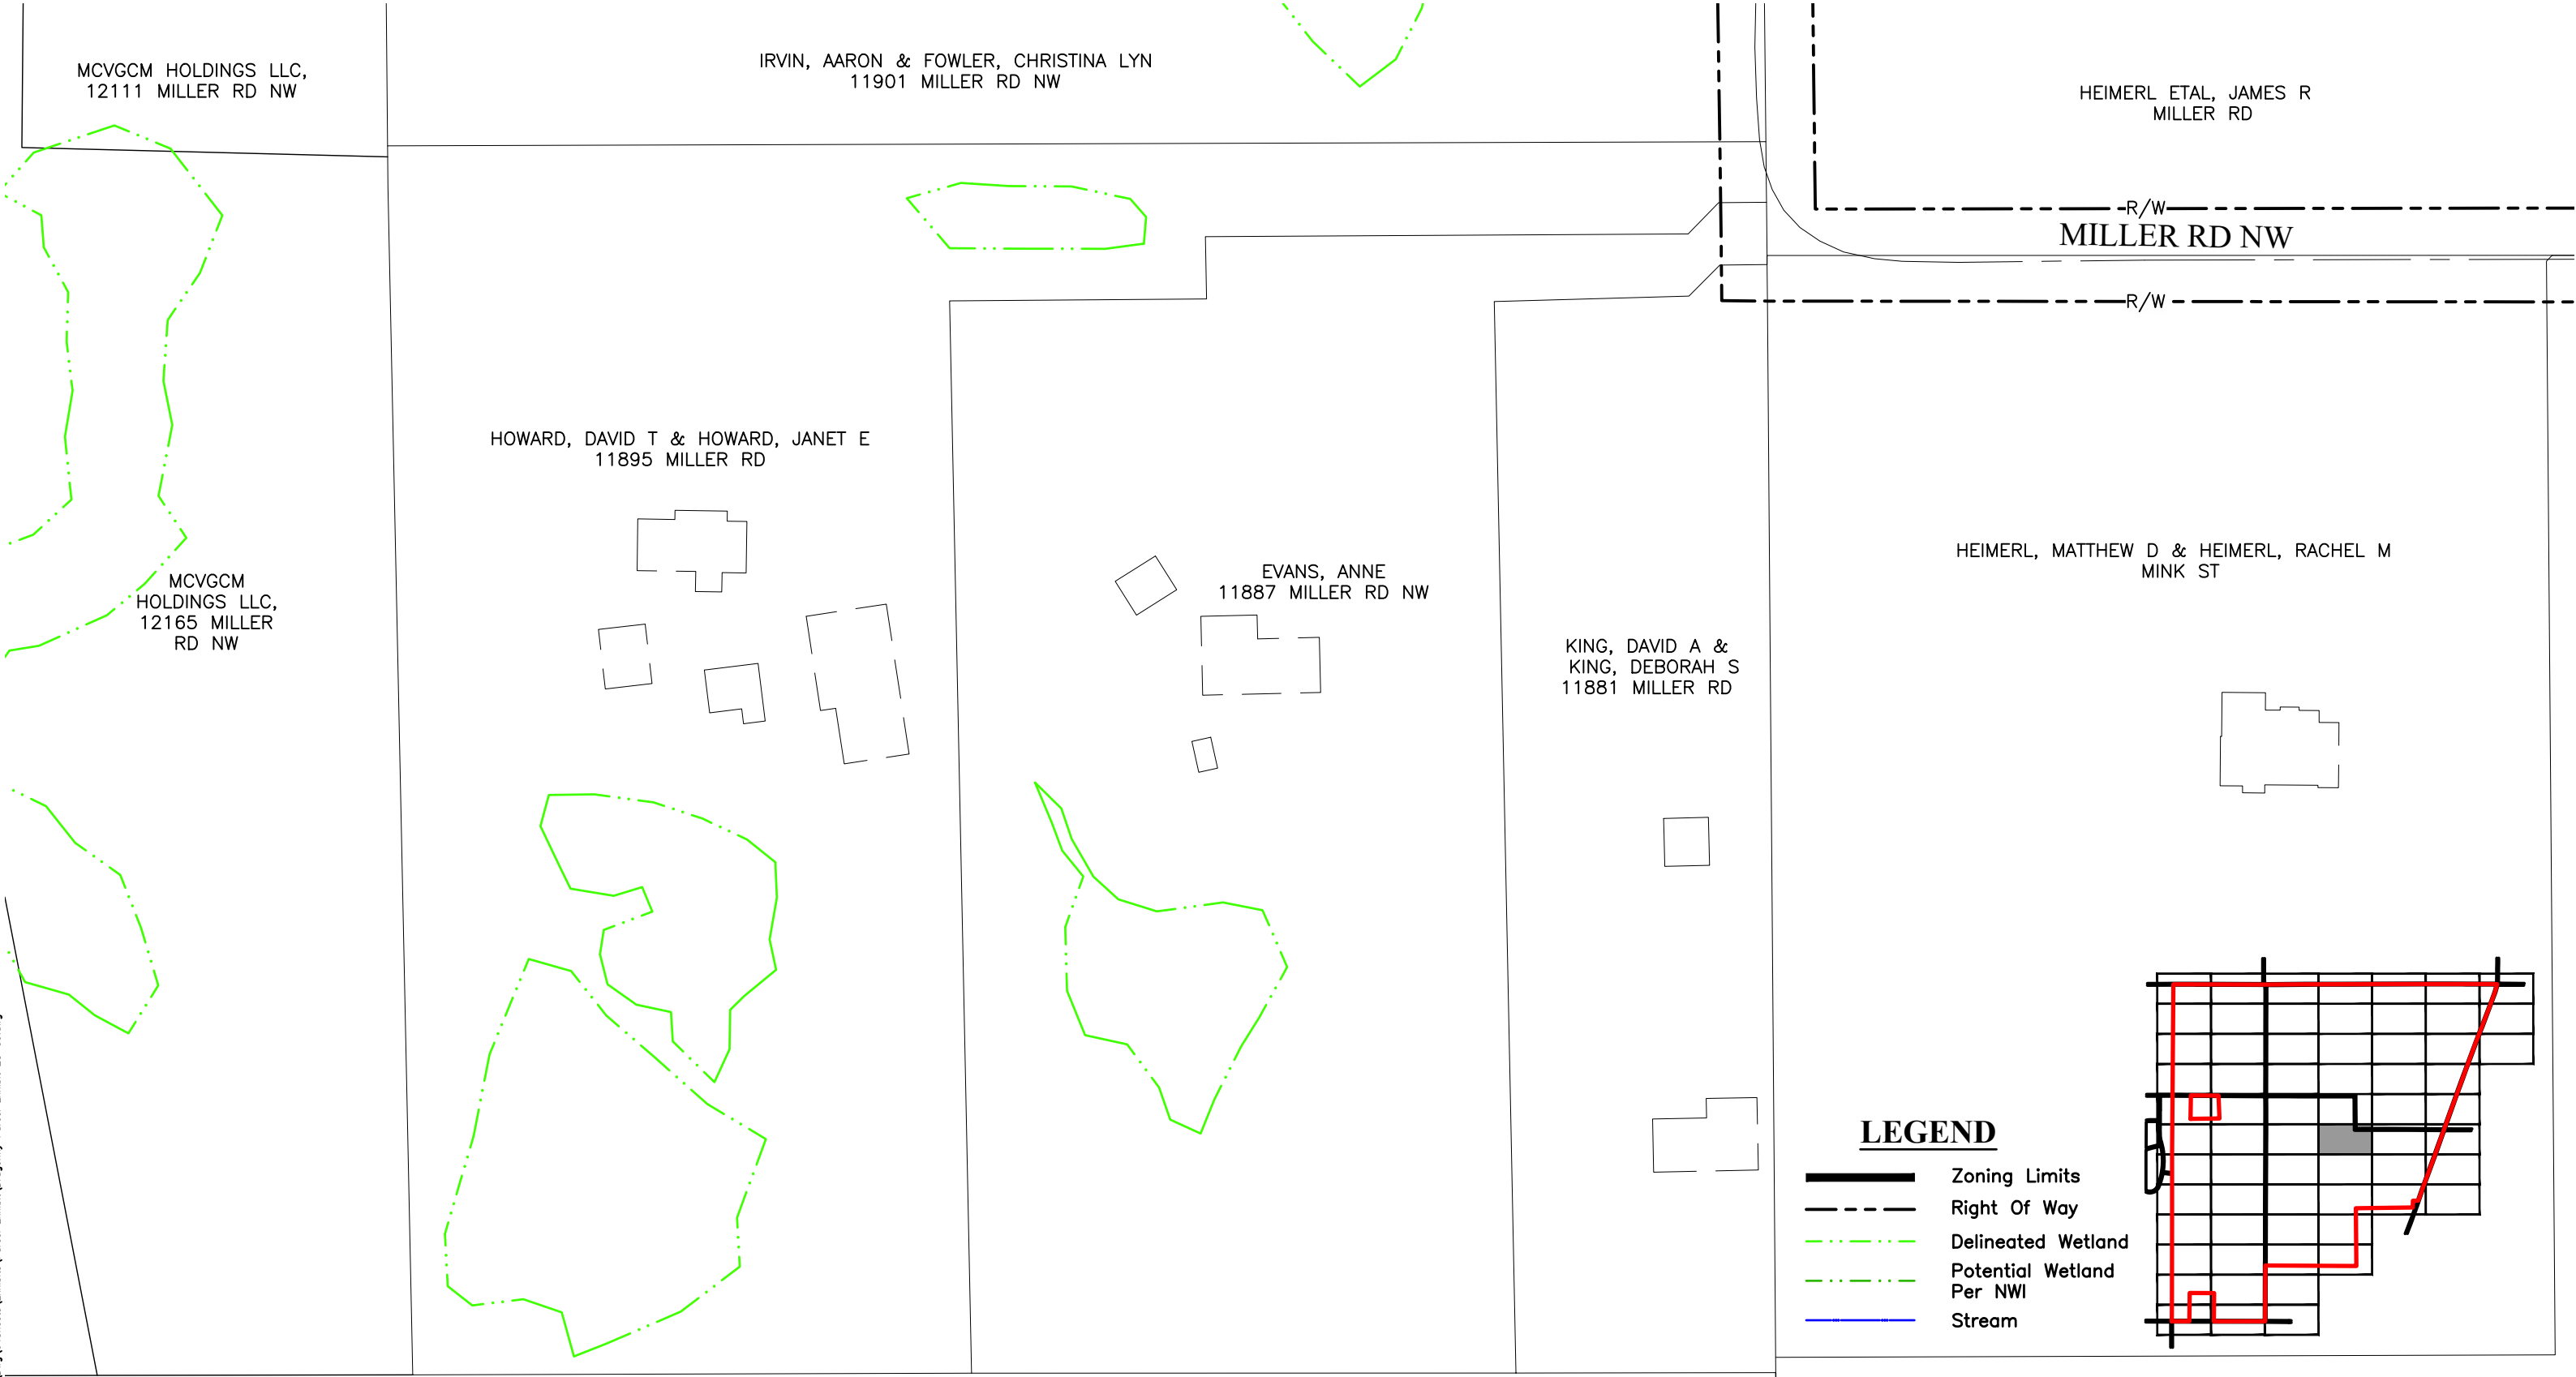 MCVGCM HOLDINGS LLC,
12111 MILLER RD NW
IRVIN, AARON & FOWLER, CHRISTINA LYN
11901 MILLER RD NW
HEIMERL ETAL, JAMES R
MILLER RD
R/W
MILLER RD NW
R/W
HOWARD, DAVID T & HOWARD, JANET E
11895 MILLER RD
MCVGCM
HOLDINGS LLC,
12165 MILLER
RD NW
EVANS, ANNE
11887 MILLER RD NW
KING, DAVID A &
KING, DEBORAH S
11881 MILLER RD
HEIMERL, MATTHEW D & HEIMERL, RACHEL M
MINK ST
LEGEND
Zoning Limits
Right Of Way
Delineated Wetland
Potential Wetland
Per NWI
Stream